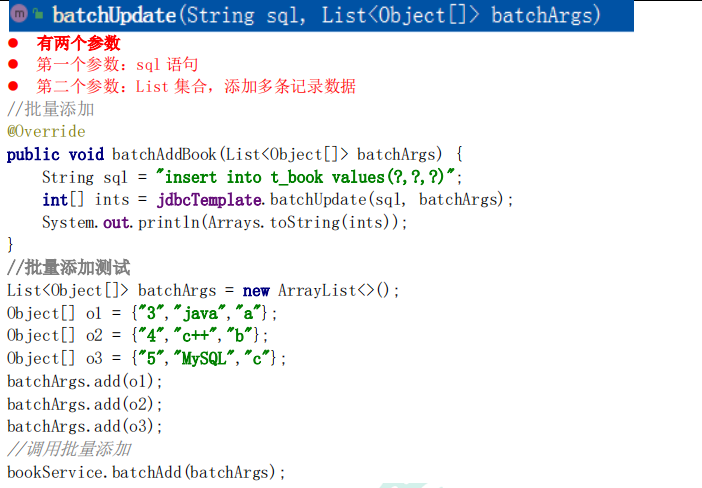 batchUpdate(String sql, List<Object[]> batchArgs)
有两个参数
第一个参数：sql 语句
第二个参数：List 集合，添加多条记录数据
//批量添加
@Override
public void batchAddBook(List<Object[]> batchArgs) {
    String sql = "insert into t_book values(?,?,?)";
    int[] ints = jdbcTemplate.batchUpdate(sql, batchArgs);
    System.out.println(Arrays.toString(ints));
}
//批量添加测试
List<Object[]> batchArgs = new ArrayList<>();
Object[] o1 = {"3","java","a"};
Object[] o2 = {"4","c++","b"};
Object[] o3 = {"5","MySQL","c"};
batchArgs.add(o1);
batchArgs.add(o2);
batchArgs.add(o3);
//调用批量添加
bookService.batchAdd(batchArgs);